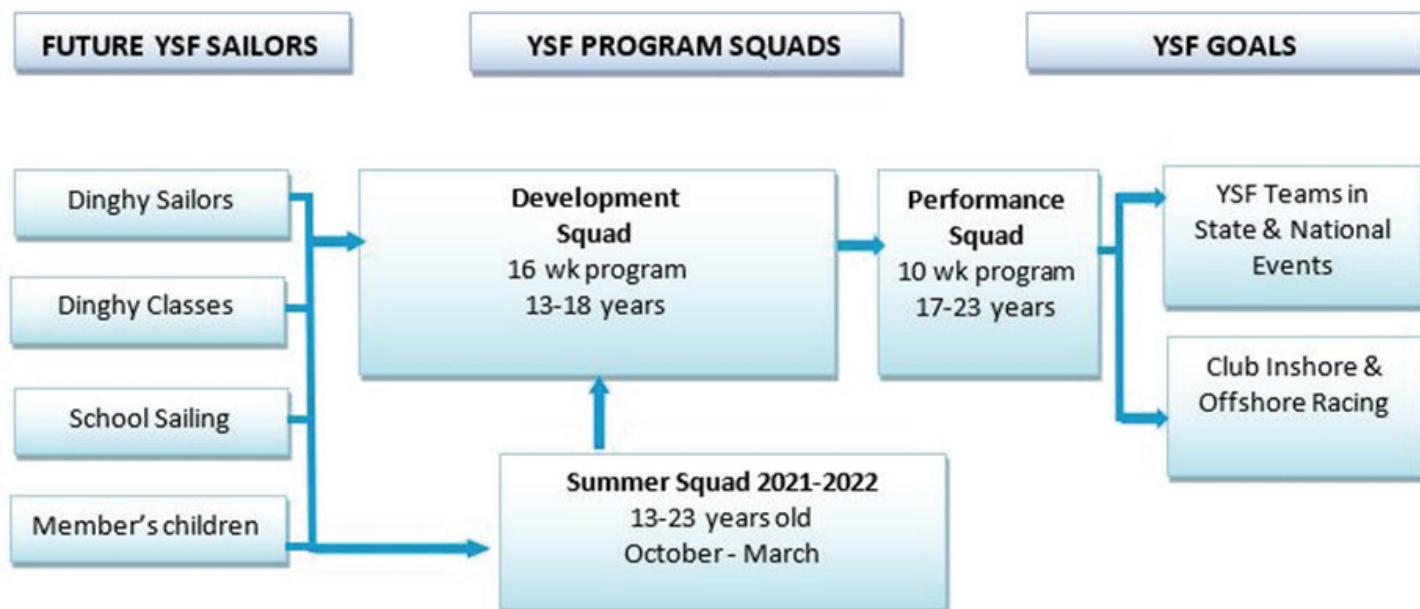 FUTURE YSF SAILORS
YSF PROGRAM SQUADS
YSF GOALS
Dinghy Sailors
Dinghy Classes
School Sailing
Member's children
Development
Squad
16 wk program
13-18 years
Summer Squad 2021-2022
13-23 years old
October - March
Performance
Squad
10 wk program
17-23 years
YSF Teams in
State & National
Events
Club Inshore &
Offshore Racing